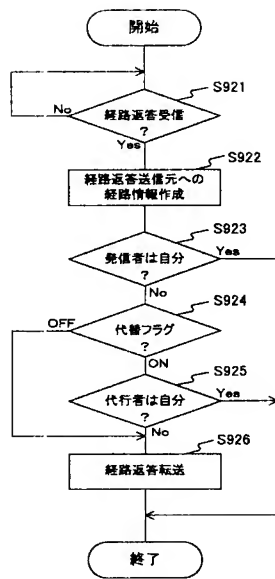 開始
S921
経路返答受信
?
No
Yes
S922
経路返答送信元への
経路情報作成
S923
発信者は自分
?
Yes
No
S924
OFF
代替フラグ
?
ON
S925
代行者は自分
?
Yes
No
S926
経路返答転送
終了